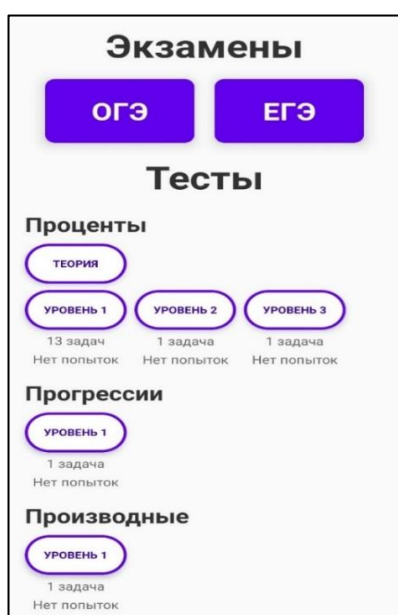 Экзамены
ОГЭ ЕГЭ
Тесты
Проценты
ТЕОРИЯ
УРОВЕНЬ 1 УРОВЕНЬ 2 УРОВЕНЬ 3
13 задач 1 задача 1 задача
Нет попыток Нет попыток Нет попыток
Прогрессии
УРОВЕНЬ 1
1 задача
Нет попыток
Производные
УРОВЕНЬ 1
1 задача
Нет попыток